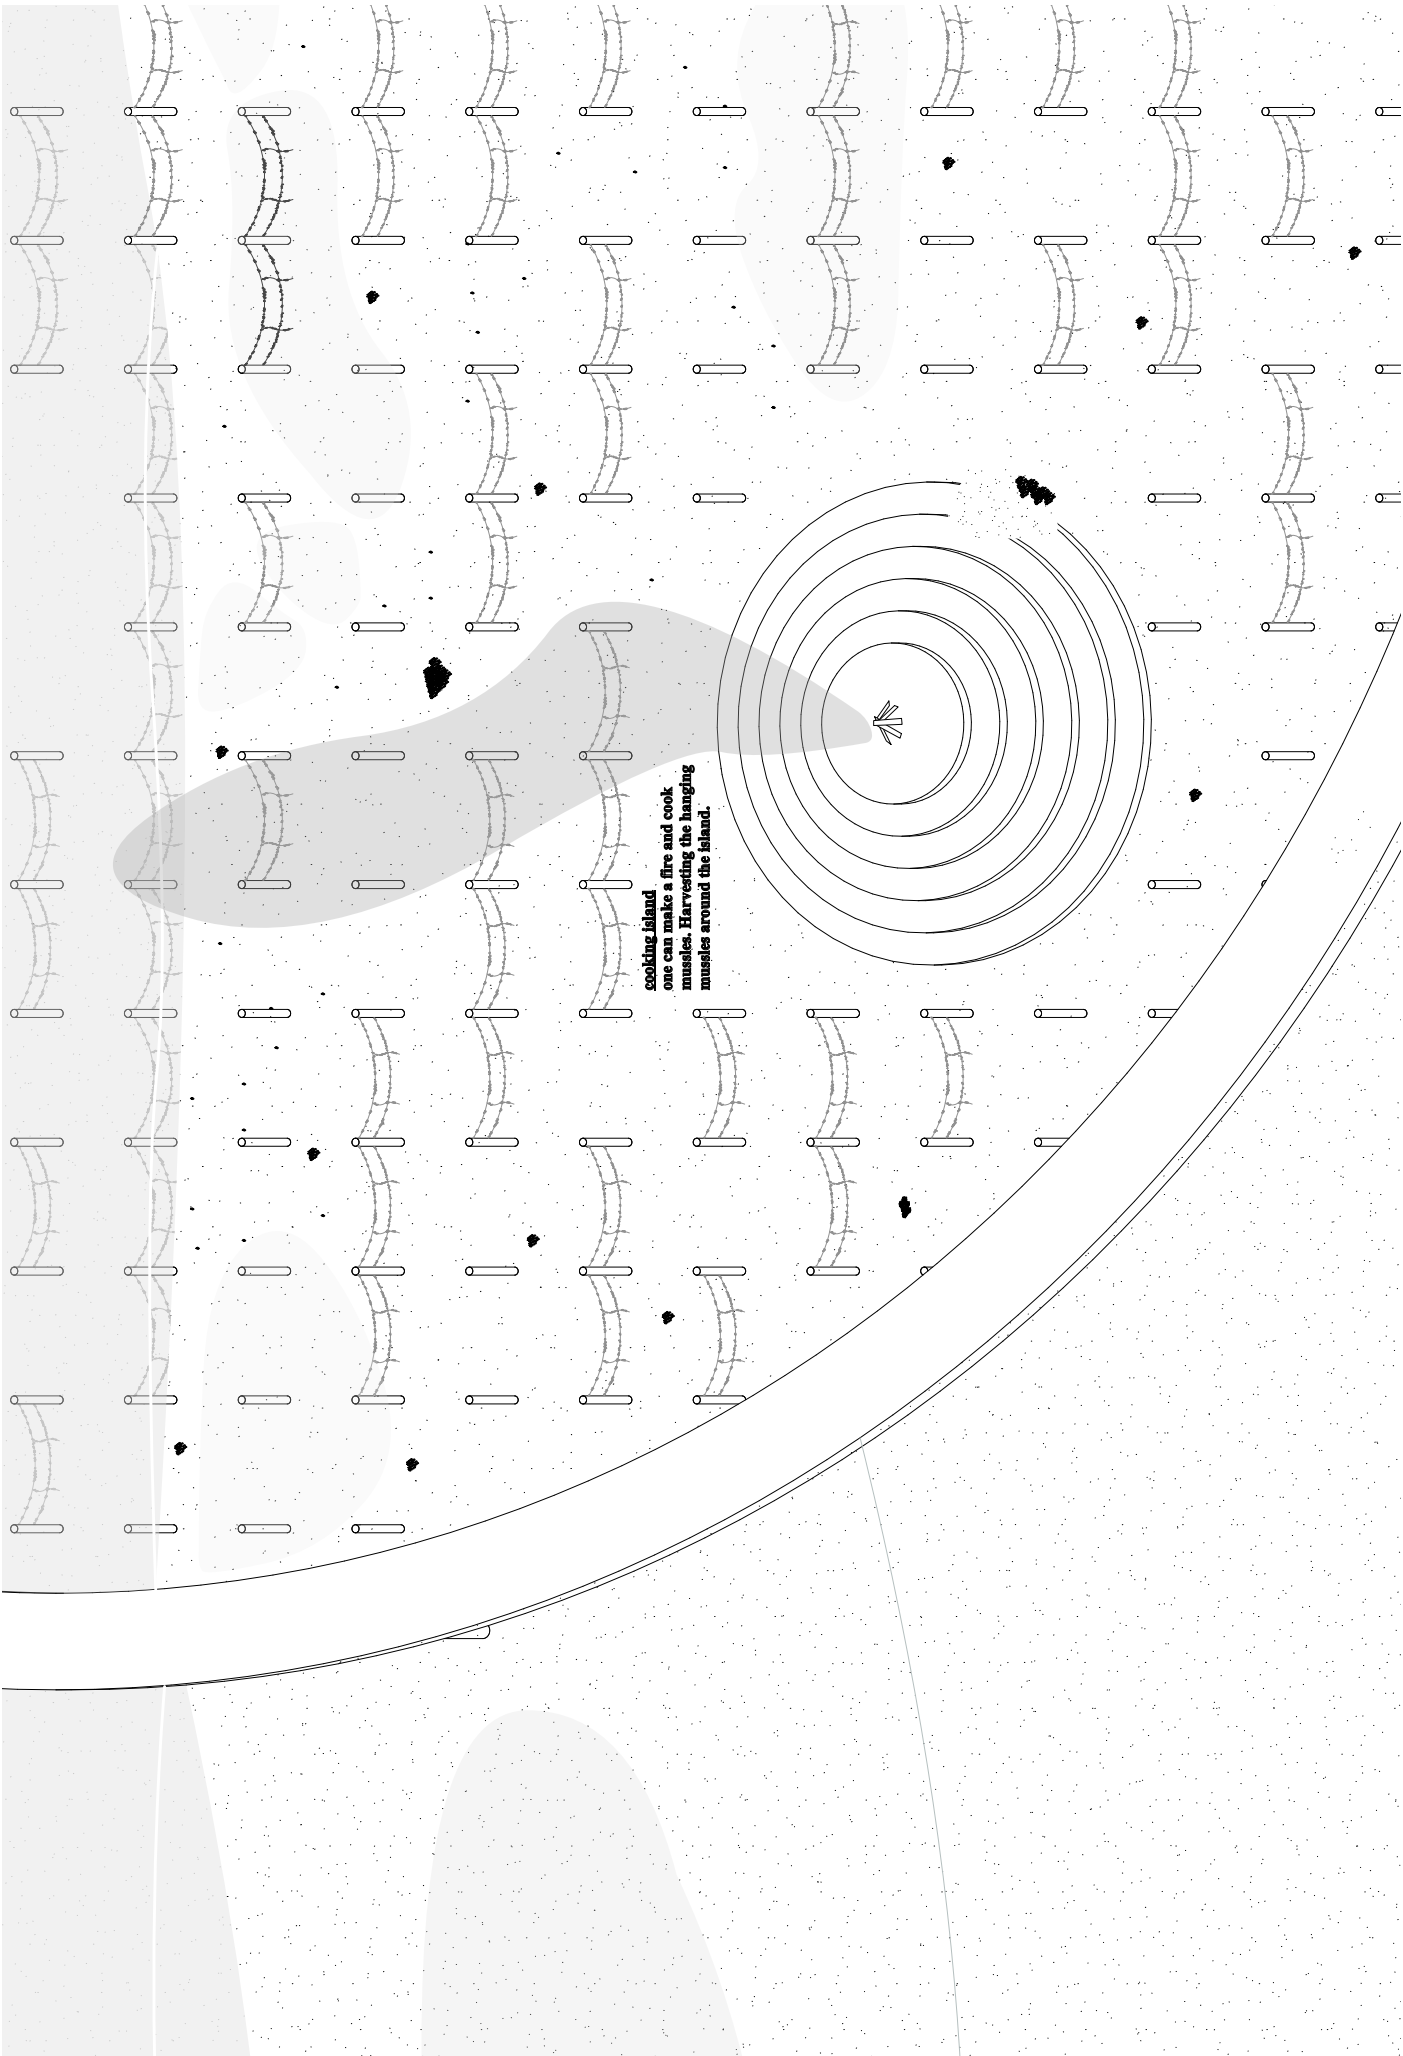 cooking island
one can make a fire and cook
mussles. Harvesting the hanging
mussles around the island.